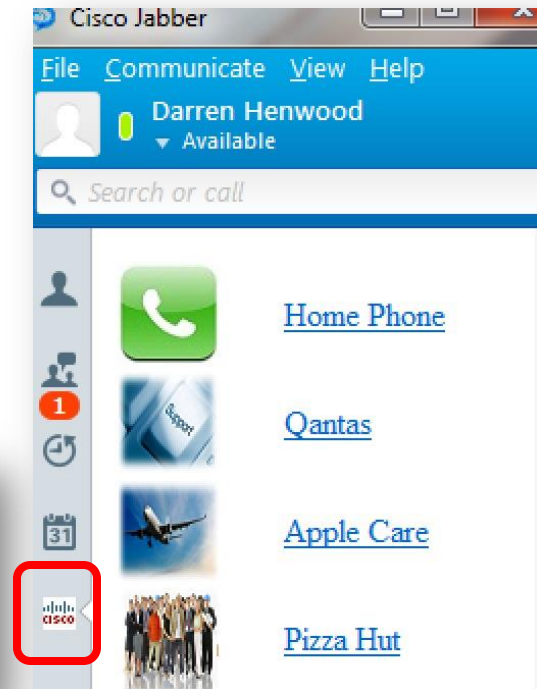 Cisco Jabber
File Communicate View Help
Darren Henwood
Available
Search or call
Home Phone
1
Support
Qantas
31
Apple Care
cisco
Pizza Hut